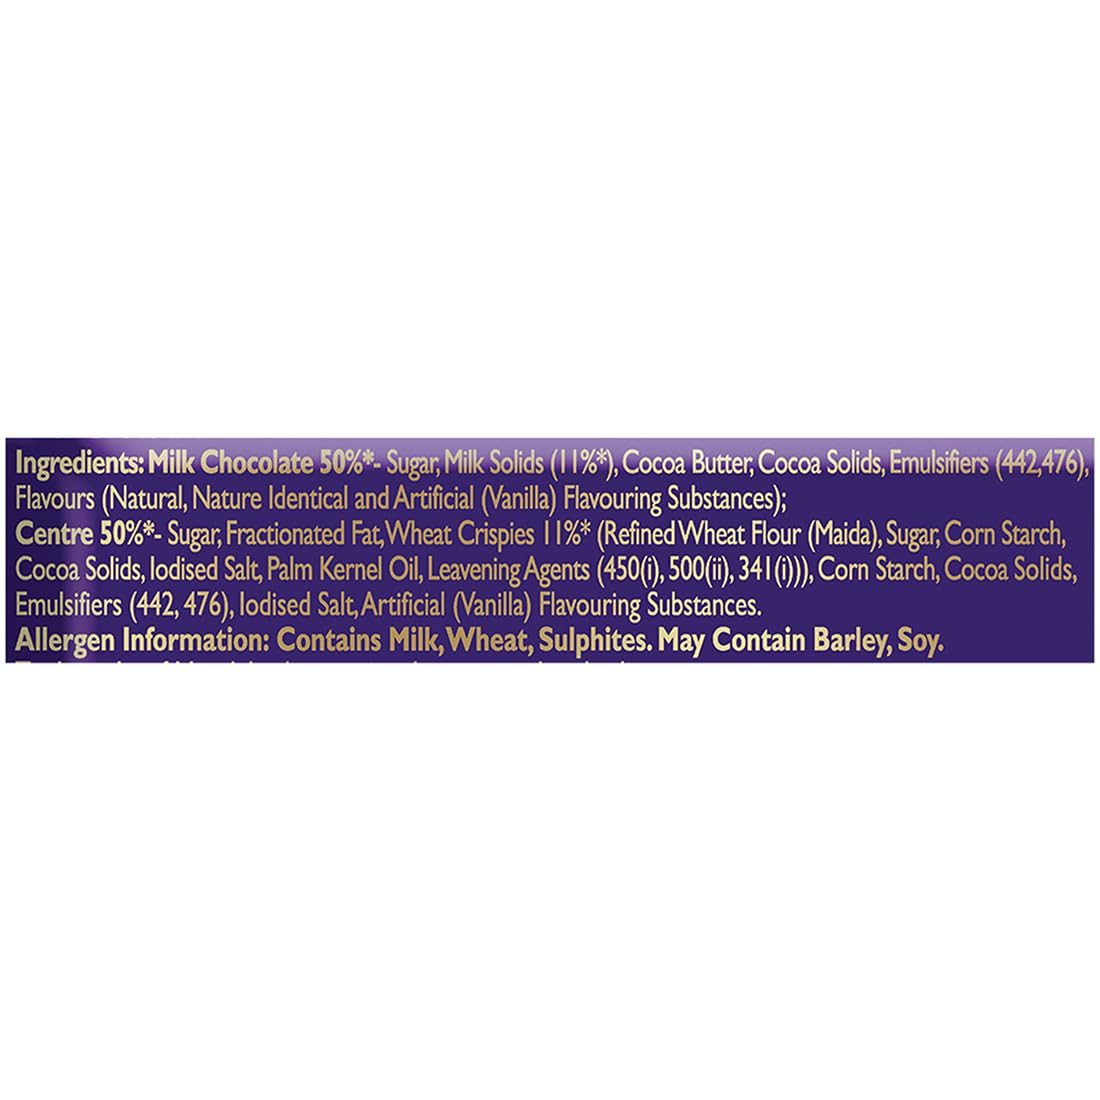 Ingredients: Milk Chocolate 50%*- Sugar, Milk Solids (11%*), Cocoa Butter, Cocoa Solids, Emulsifiers (442,476),
Flavours (Natural, Nature Identical and Artificial (Vanilla) Flavouring Substances);
Centre 50%*- Sugar, Fractionated Fat, Wheat Crispies 11%* (Refined Wheat Flour (Maida), Sugar, Corn Starch,
Cocoa Solids, Iodised Salt, Palm Kernel Oil, Leavening Agents (450(i), 500(ii), 341(i))), Corn Starch, Cocoa Solids,
Emulsifiers (442, 476), Iodised Salt, Artificial (Vanilla) Flavouring Substances.
Allergen Information: Contains Milk, Wheat, Sulphites. May Contain Barley, Soy.